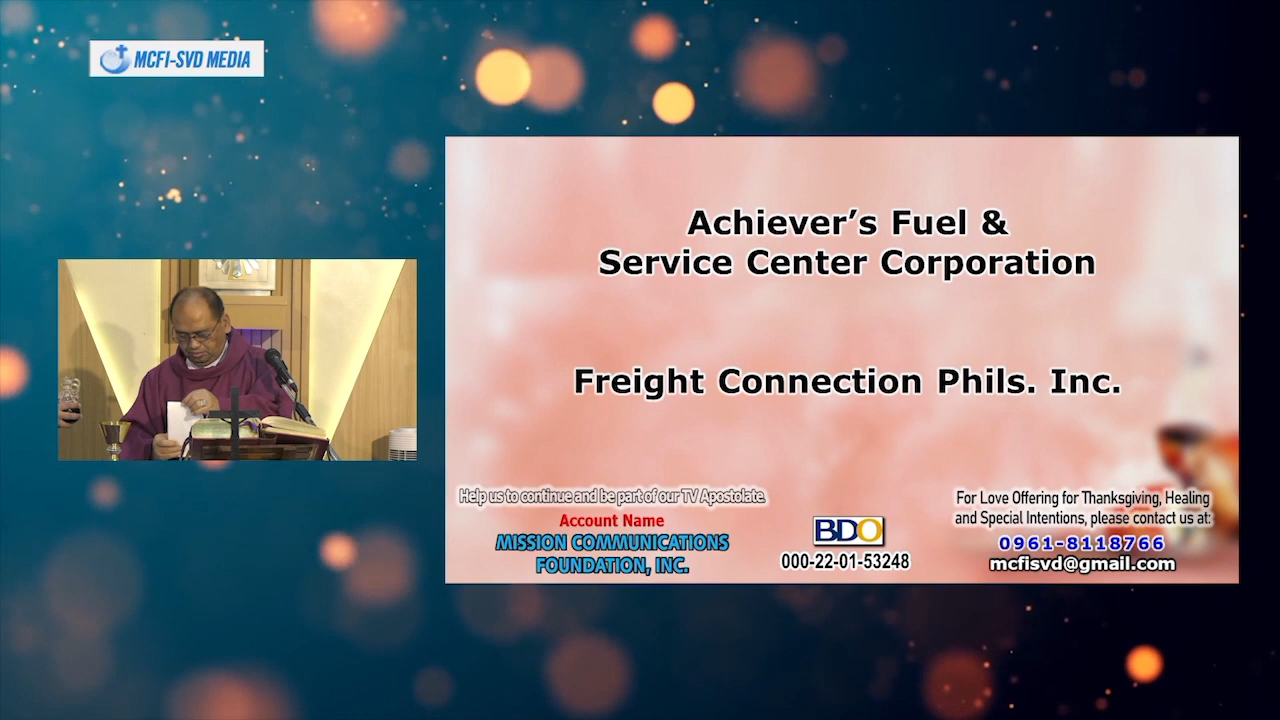 MCFI-SVD MEDIA
Achiever’s Fuel &
Service Center Corporation
Freight Connection Phils. Inc.
Help us to continue and be part of our TV Apostolate.
Account Name
MISSION COMMUNICATIONS
FOUNDATION, INC.
BDO
000-22-01-53248
For Love Offering for Thanksgiving, Healing
and Special Intentions, please contact us at:
0961-8118766
mcfisvd@gmail.com